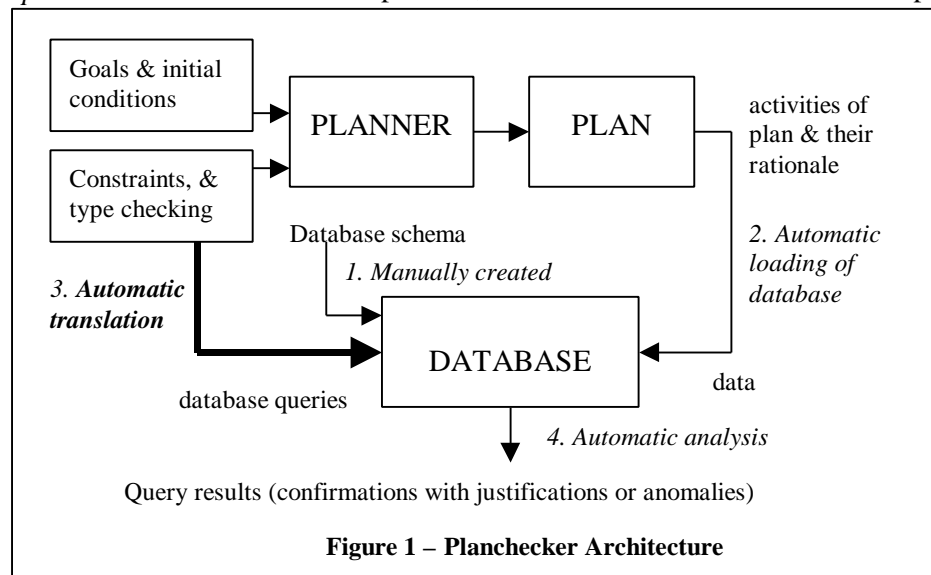 Goals & initial
conditions
PLANNER
PLAN
activities of
plan & their
rationale
Constraints, &
type checking
Database schema
1. Manually created
2. Automatic
loading of
database
3. Automatic
translation
DATABASE
database queries
data
4. Automatic analysis
Query results (confirmations with justifications or anomalies)
Figure 1 – Planchecker Architecture